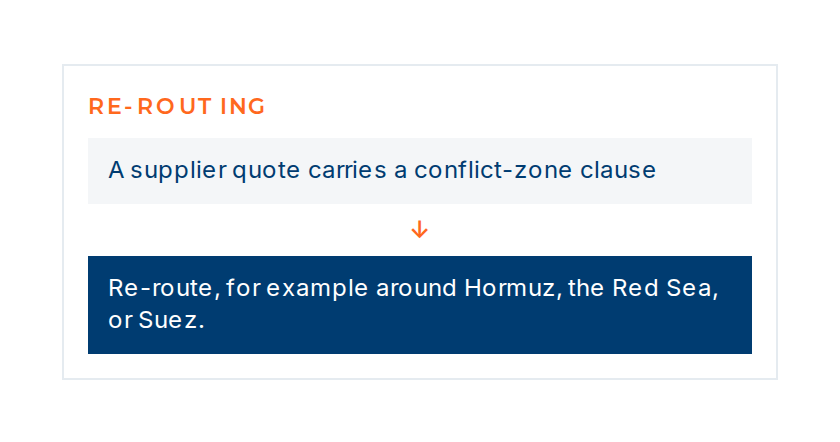 RE-ROUTING
A supplier quote carries a conflict-zone clause
↓
Re-route, for example around Hormuz, the Red Sea,
or Suez.